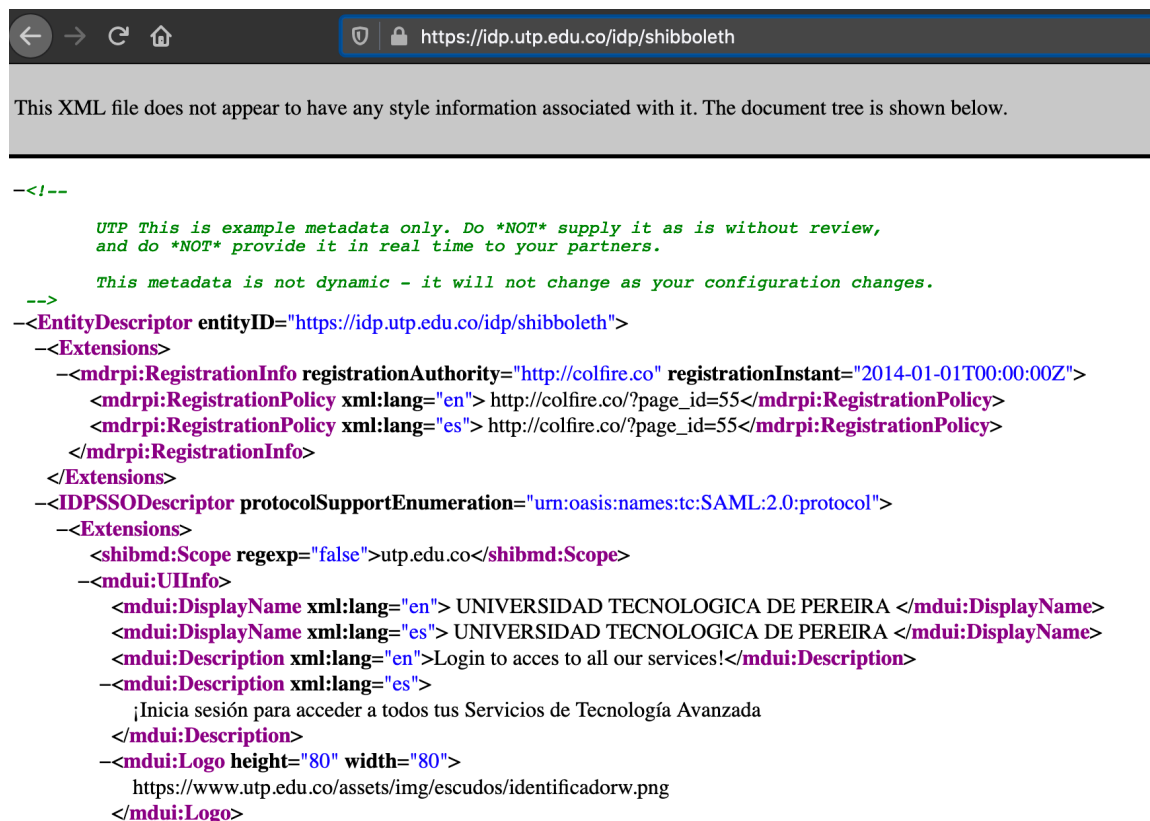 https://idp.utp.edu.co/idp/shibboleth
This XML file does not appear to have any style information associated with it. The document tree is shown below.
−<!--
UTP This is example metadata only. Do *NOT* supply it as is without review,
and do *NOT* provide it in real time to your partners.
This metadata is not dynamic - it will not change as your configuration changes.
-->
−<EntityDescriptor entityID="https://idp.utp.edu.co/idp/shibboleth">
−<Extensions>
−<mdrpi:RegistrationInfo registrationAuthority="http://colfire.co" registrationInstant="2014-01-01T00:00:00Z">
<mdrpi:RegistrationPolicy xml:lang="en"> http://colfire.co/?page_id=55</mdrpi:RegistrationPolicy>
<mdrpi:RegistrationPolicy xml:lang="es"> http://colfire.co/?page_id=55</mdrpi:RegistrationPolicy>
</mdrpi:RegistrationInfo>
</Extensions>
−<IDPSSODescriptor protocolSupportEnumeration="urn:oasis:names:tc:SAML:2.0:protocol">
−<Extensions>
<shibmd:Scope regexp="false">utp.edu.co</shibmd:Scope>
−<mdui:UIInfo>
<mdui:DisplayName xml:lang="en"> UNIVERSIDAD TECNOLOGICA DE PEREIRA </mdui:DisplayName>
<mdui:DisplayName xml:lang="es"> UNIVERSIDAD TECNOLOGICA DE PEREIRA </mdui:DisplayName>
<mdui:Description xml:lang="en">Login to acces to all our services!</mdui:Description>
−<mdui:Description xml:lang="es">
¡Inicia sesión para acceder a todos tus Servicios de Tecnología Avanzada
</mdui:Description>
−<mdui:Logo height="80" width="80">
https://www.utp.edu.co/assets/img/escudos/identificadorw.png
</mdui:Logo>